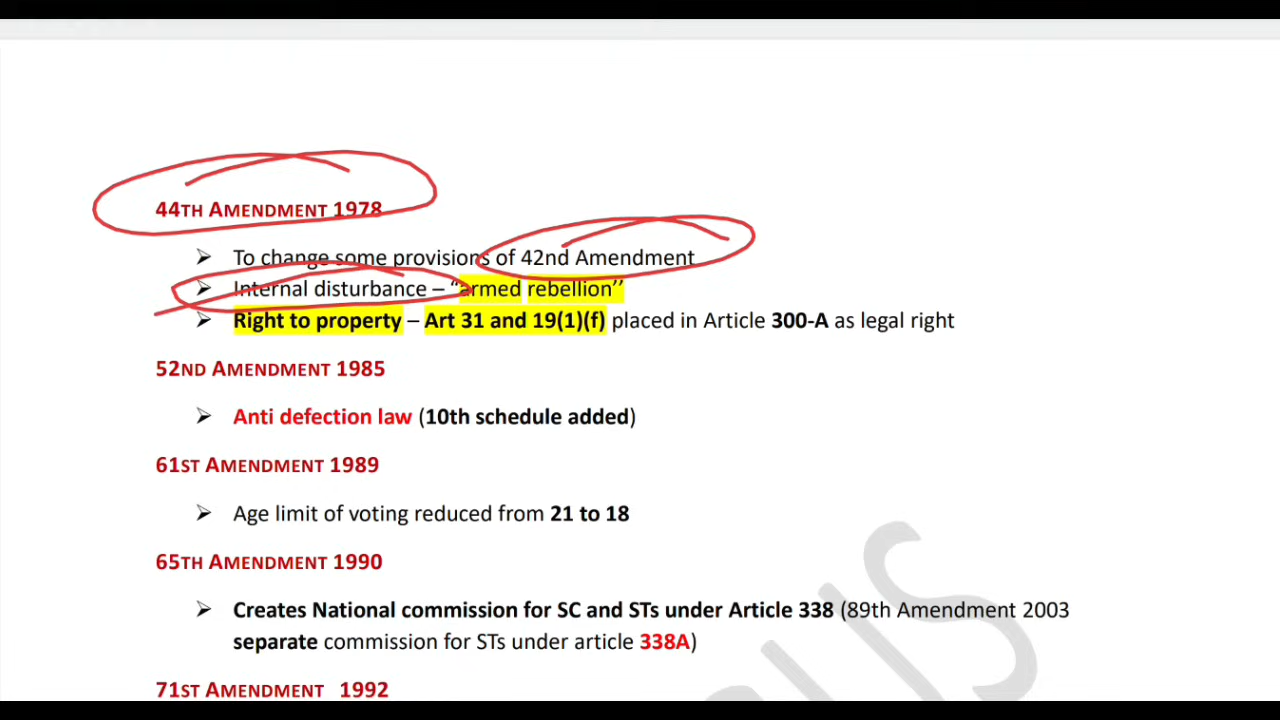 44TH AMENDMENT 1978
➢ To change some provisions of 42nd Amendment
➢ Internal disturbance – “armed rebellion’’
➢ Right to property – Art 31 and 19(1)(f) placed in Article 300-A as legal right
52ND AMENDMENT 1985
➢ Anti defection law (10th schedule added)
61ST AMENDMENT 1989
➢ Age limit of voting reduced from 21 to 18
65TH AMENDMENT 1990
➢ Creates National commission for SC and STs under Article 338 (89th Amendment 2003
separate commission for STs under article 338A)
71ST AMENDMENT 1992